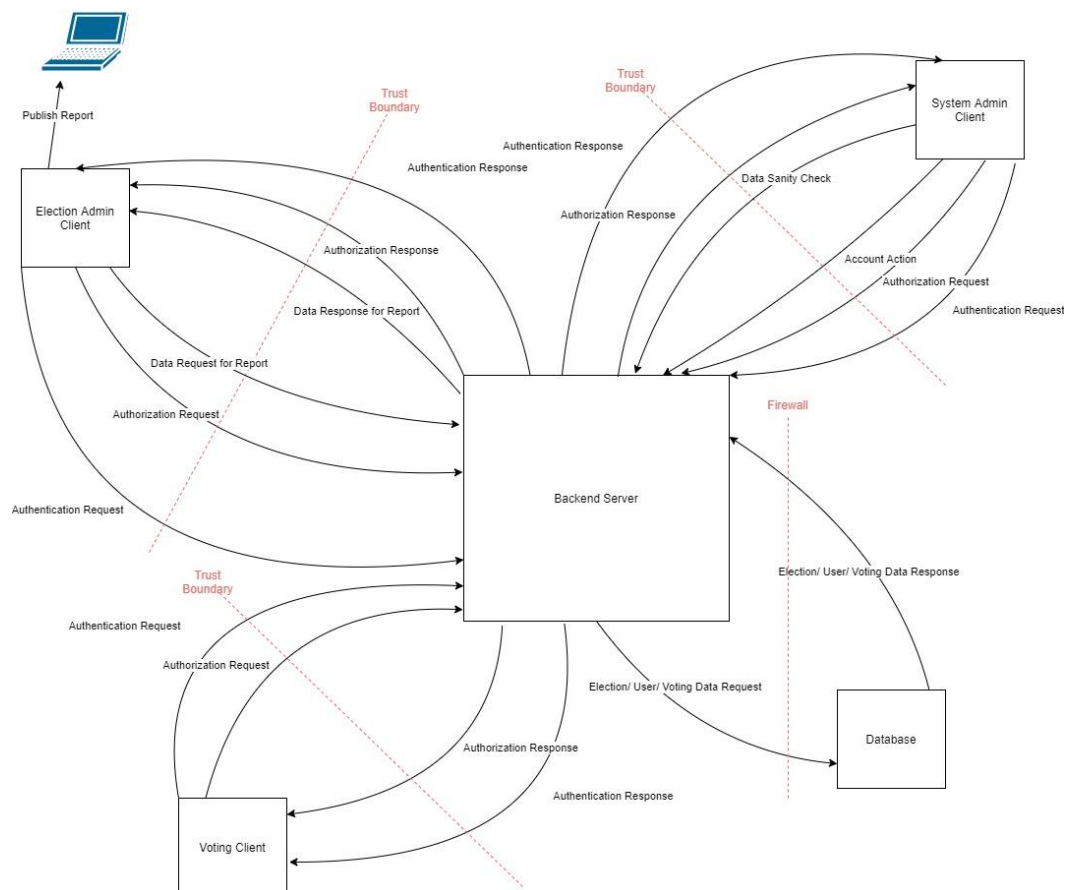 Trust
Boundary
Trust
Boundary
System Admin
Client
Publish Report
Authentication Response
Authentication Response
Data Sanity Check
Election Admin
Client
Authorization Response
Authorization Response
Account Action
Authorization Request
Data Response for Report
Authentication Request
Data Request for Report
Firewall
Authorization Request
Backend Server
Authentication Request
Trust
Boundary
Election/ User/ Voting Data Response
Authentication Request
Authorization Request
Election/ User/ Voting Data Request
Database
Authorization Response
Authentication Response
Voting Client